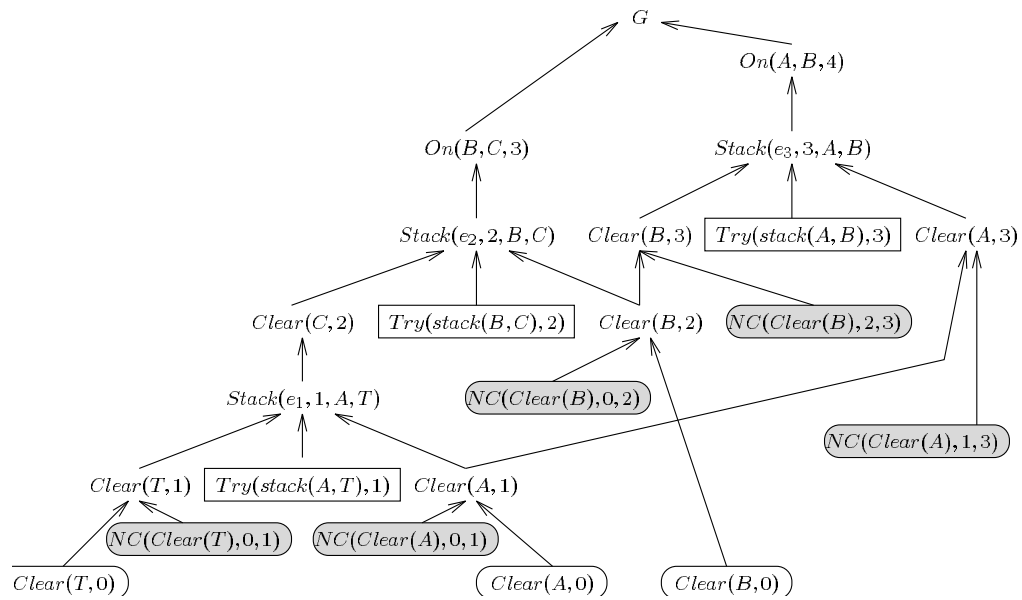 G
On(A, B, 4)
On(B, C, 3)
Stack(e₃, 3, A, B)
Stack(e₂, 2, B, C)
Clear(B, 3)
Try(stack(A, B), 3)
Clear(A, 3)
Clear(C, 2)
Try(stack(B, C), 2)
Clear(B, 2)
NC(Clear(B), 2, 3)
Stack(e₁, 1, A, T)
NC(Clear(B), 0, 2)
NC(Clear(A), 1, 3)
Clear(T, 1)
Try(stack(A, T), 1)
Clear(A, 1)
NC(Clear(T), 0, 1)
NC(Clear(A), 0, 1)
Clear(T, 0)
Clear(A, 0)
Clear(B, 0)